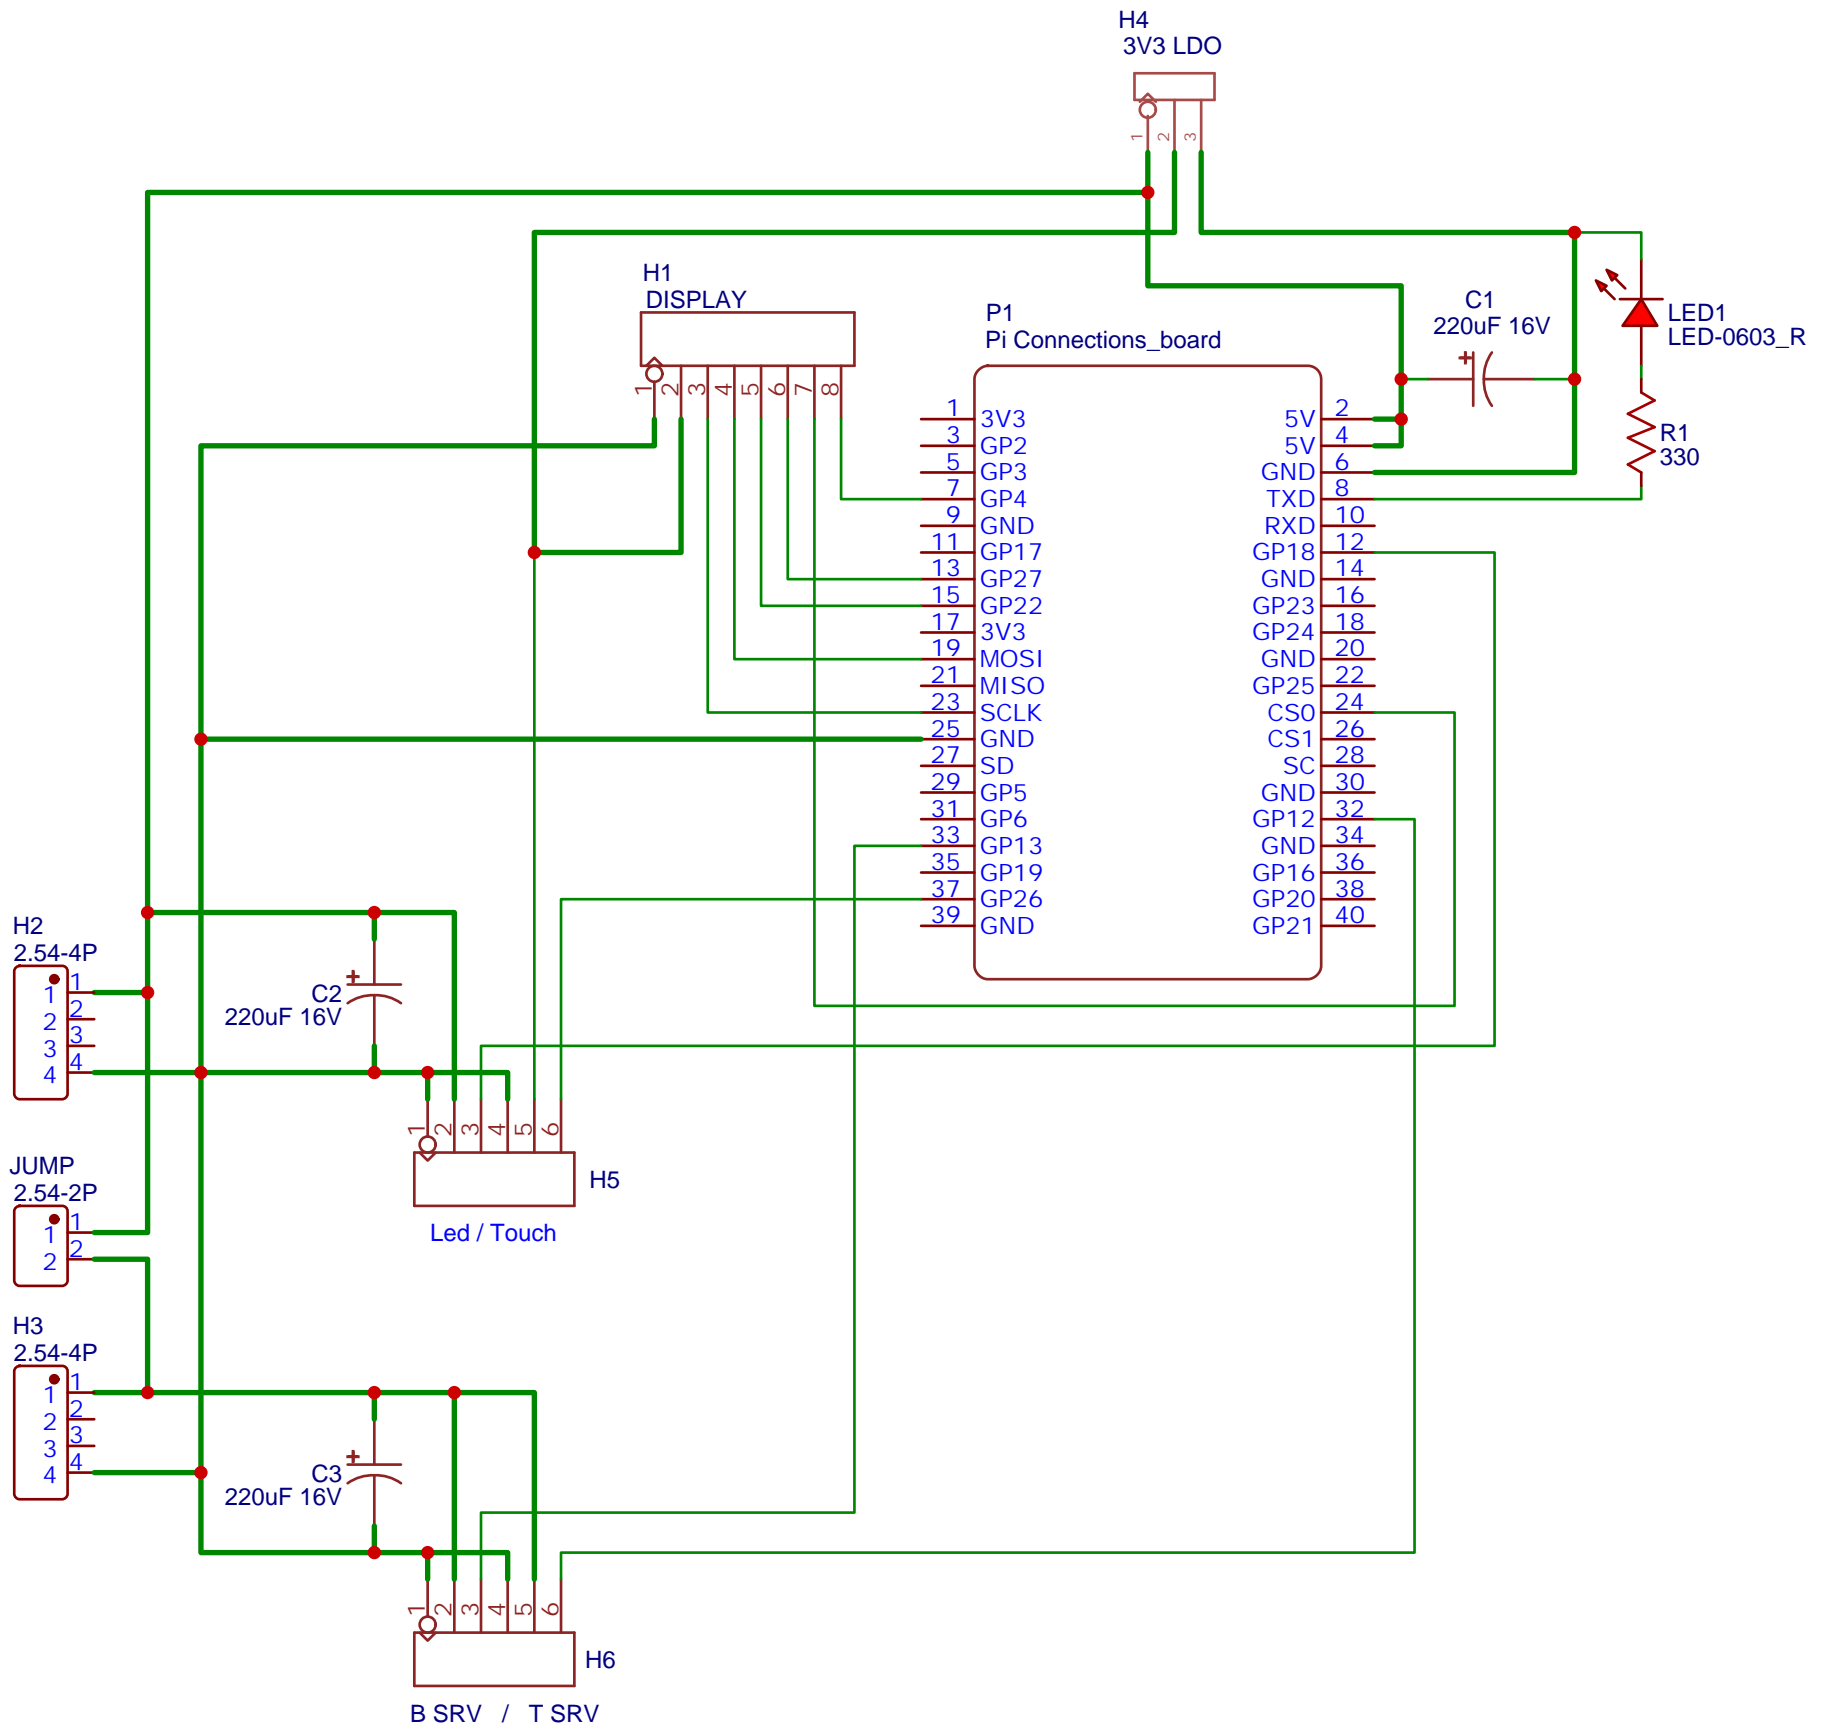 H4
3V3 LDO
1 2 3
H1
DISPLAY
1 2 3 4 5 6 7 8
P1
Pi Connections_board
C1
220uF 16V
LED1
LED-0603_R
R1
330
1 3V3 5V 2
3 GP2 5V 4
5 GP3 GND 6
7 GP4 TXD 8
9 GND RXD 10
11 GP17 GP18 12
13 GP27 GND 14
15 GP22 GP23 16
17 3V3 GP24 18
19 MOSI GND 20
21 MISO GP25 22
23 SCLK CS0 24
25 GND CS1 26
27 SD SC 28
29 GP5 GND 30
31 GP6 GP12 32
33 GP13 GND 34
35 GP19 GP16 36
37 GP26 GP20 38
39 GND GP21 40
H2
2.54-4P
1 1
2 2
3 3
4 4
C2
220uF 16V
1 2 3 4 5 6
H5
Led / Touch
JUMP
2.54-2P
1 1
2 2
H3
2.54-4P
1 1
2 2
3 3
4 4
C3
220uF 16V
1 2 3 4 5 6
H6
B SRV / T SRV